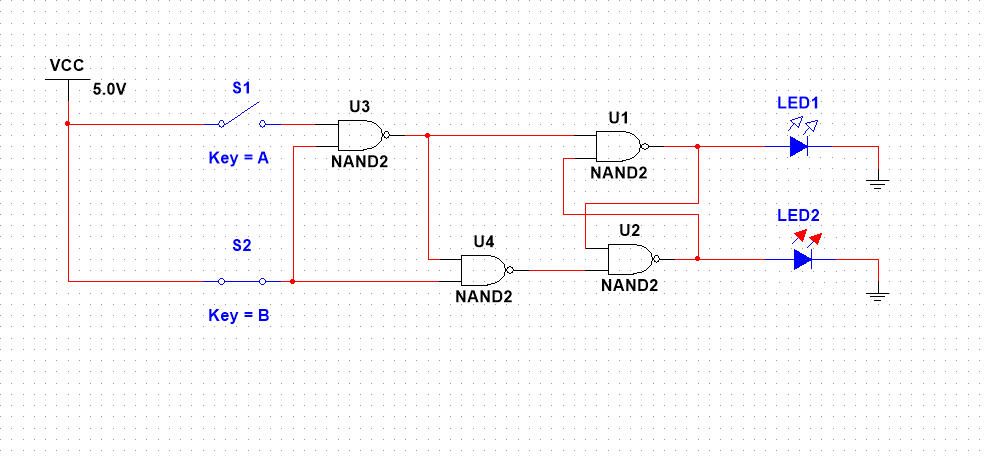 VCC
5.0V
S1
Key = A
U3
NAND2
U1
NAND2
LED1
S2
Key = B
U4
NAND2
U2
NAND2
LED2